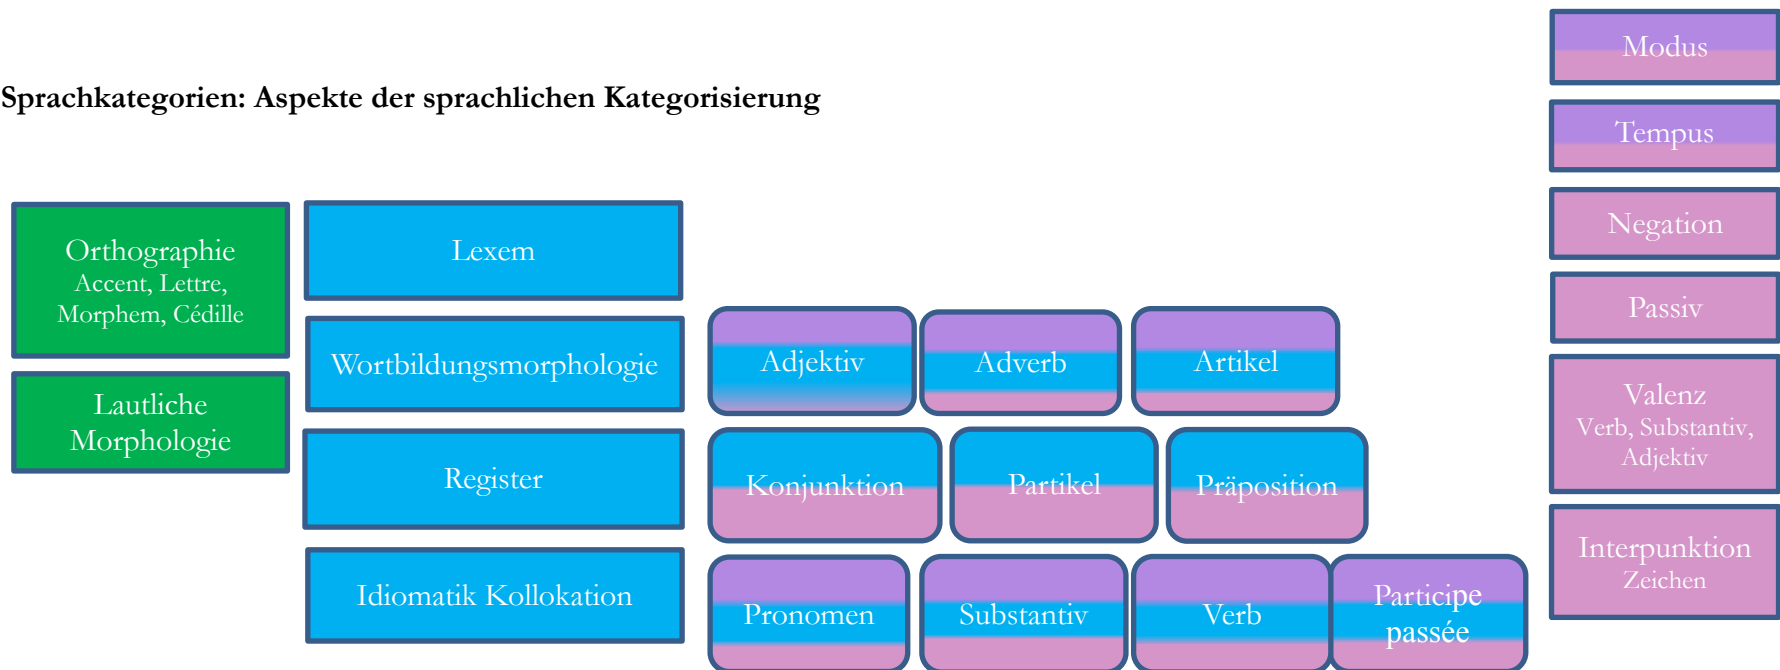 Sprachkategorien: Aspekte der sprachlichen Kategorisierung
Orthographie
Accent, Lettre,
Morphem, Cédille
Lautliche
Morphologie
Lexem
Wortbildungsmorphologie
Register
Idiomatik Kollokation
Adjektiv
Adverb
Artikel
Konjunktion
Partikel
Präposition
Pronomen
Substantiv
Verb
Participe
passée
Modus
Tempus
Negation
Passiv
Valenz
Verb, Substantiv,
Adjektiv
Interpunktion
Zeichen